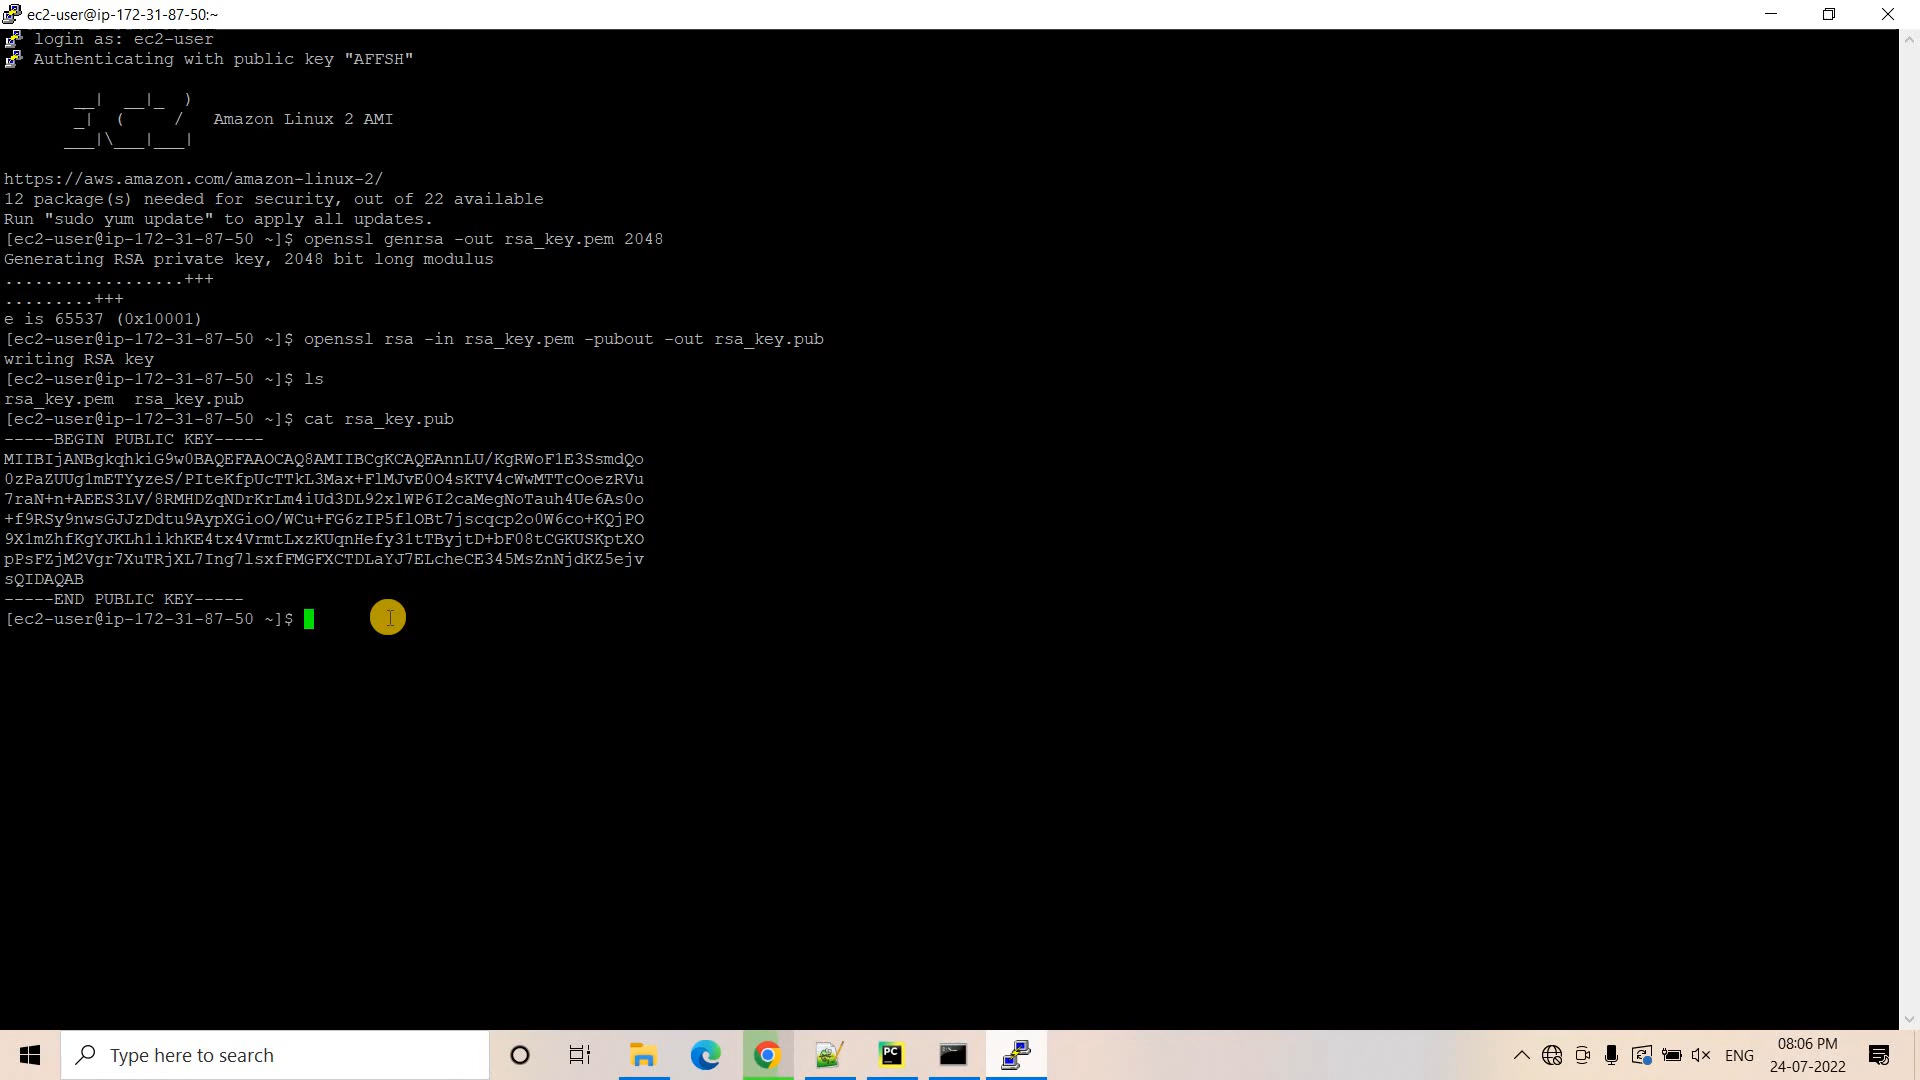 ec2-user@ip-172-31-87-50:~
login as: ec2-user
Authenticating with public key "AFFSH"
       __|  __|_  )
       _|  (     /   Amazon Linux 2 AMI
      ___|\___|___|
https://aws.amazon.com/amazon-linux-2/
12 package(s) needed for security, out of 22 available
Run "sudo yum update" to apply all updates.
[ec2-user@ip-172-31-87-50 ~]$ openssl genrsa -out rsa_key.pem 2048
Generating RSA private key, 2048 bit long modulus
..................+++
.........+++
e is 65537 (0x10001)
[ec2-user@ip-172-31-87-50 ~]$ openssl rsa -in rsa_key.pem -pubout -out rsa_key.pub
writing RSA key
[ec2-user@ip-172-31-87-50 ~]$ ls
rsa_key.pem  rsa_key.pub
[ec2-user@ip-172-31-87-50 ~]$ cat rsa_key.pub
-----BEGIN PUBLIC KEY-----
MIIBIjANBgkqhkiG9w0BAQEFAAOCAQ8AMIIBCgKCAQEAnnLU/KgRWoF1E3SsmdQo
0zPaZUUg1mETYyzeS/PIteKfpUcTTkL3Max+FlMJvE0O4sKTV4cWwMTTcOoezRVu
7raN+n+AEES3LV/8RMHDZqNDrKrLm4iUd3DL92xlWP6I2caMegNoTauh4Ue6As0o
+f9RSy9nwsGJJzDdtu9AypXGioO/WCu+FG6zIP5flOBt7jscqcp2o0W6co+KQjPO
9X1mZhfKgYJKLh1ikhKE4tx4VrmtLxzKUqnHefy31tTByjtD+bF08tCGKUSKptXO
pPsFZjM2Vgr7XuTRjXL7Ing7lsxfFMGFXCTDLaYJ7ELcheCE345MsZnNjdKZ5ejv
sQIDAQAB
-----END PUBLIC KEY-----
[ec2-user@ip-172-31-87-50 ~]$
Type here to search
PC
ENG
08:06 PM
24-07-2022